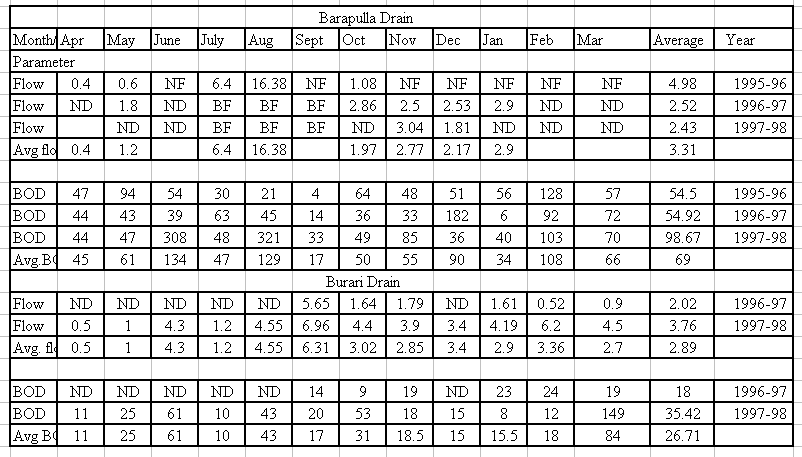 Barapulla Drain
Month/ Apr May June July Aug Sept Oct Nov Dec Jan Feb Mar Average Year
Parameter
Flow 0.4 0.6 NF 6.4 16.38 NF 1.08 NF NF NF NF NF 4.98 1995-96
Flow ND 1.8 ND BF BF BF 2.86 2.5 2.53 2.9 ND ND 2.52 1996-97
Flow ND ND BF BF BF ND 3.04 1.81 ND ND ND 2.43 1997-98
Avg flo 0.4 1.2 6.4 16.38 1.97 2.77 2.17 2.9 3.31
BOD 47 94 54 30 21 4 64 48 51 56 128 57 54.5 1995-96
BOD 44 43 39 63 45 14 36 33 182 6 92 72 54.92 1996-97
BOD 44 47 308 48 321 33 49 85 36 40 103 70 98.67 1997-98
Avg.BO 45 61 134 47 129 17 50 55 90 34 108 66 69
Burari Drain
Flow ND ND ND ND ND 5.65 1.64 1.79 ND 1.61 0.52 0.9 2.02 1996-97
Flow 0.5 1 4.3 1.2 4.55 6.96 4.4 3.9 3.4 4.19 6.2 4.5 3.76 1997-98
Avg. flo 0.5 1 4.3 1.2 4.55 6.31 3.02 2.85 3.4 2.9 3.36 2.7 2.89
BOD ND ND ND ND ND 14 9 19 ND 23 24 19 18 1996-97
BOD 11 25 61 10 43 20 53 18 15 8 12 149 35.42 1997-98
Avg BO 11 25 61 10 43 17 31 18.5 15 15.5 18 84 26.71